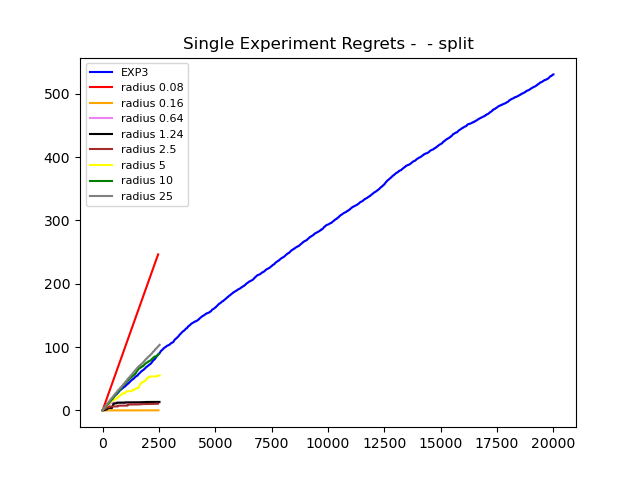 Single Experiment Regrets -  - split
EXP3
radius 0.08
radius 0.16
radius 0.64
radius 1.24
radius 2.5
radius 5
radius 10
radius 25
500
400
300
200
100
0
0 2500 5000 7500 10000 12500 15000 17500 20000